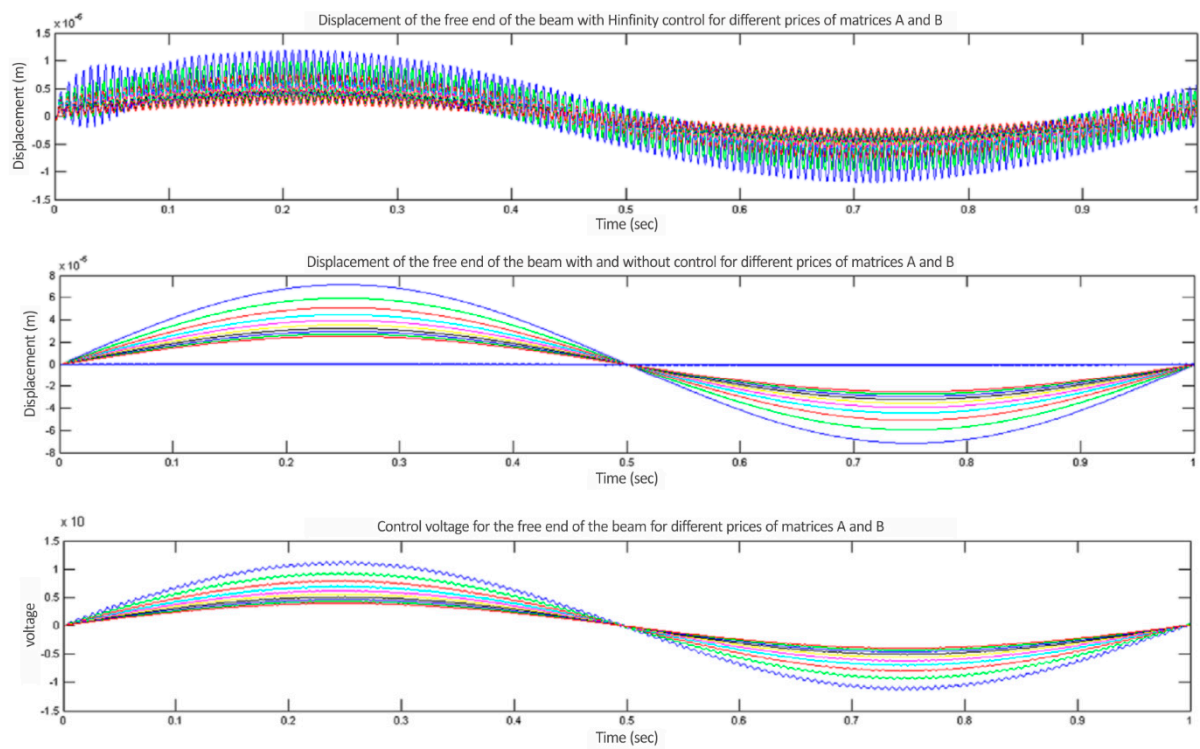 Displacement of the free end of the beam with Hinfinity control for different prices of matrices A and B
x 10^-6
1.5
1
0.5
0
-0.5
-1
-1.5
Displacement (m)
0 0.1 0.2 0.3 0.4 0.5 0.6 0.7 0.8 0.9 1
Time (sec)
Displacement of the free end of the beam with and without control for different prices of matrices A and B
8
6
4
2
0
-2
-4
-6
-8
Displacement (m)
0 0.1 0.2 0.3 0.4 0.5 0.6 0.7 0.8 0.9 1
Time (sec)
Control voltage for the free end of the beam for different prices of matrices A and B
x 10
1.5
1
0.5
0
-0.5
-1
-1.5
voltage
0 0.1 0.2 0.3 0.4 0.5 0.6 0.7 0.8 0.9 1
Time (sec)